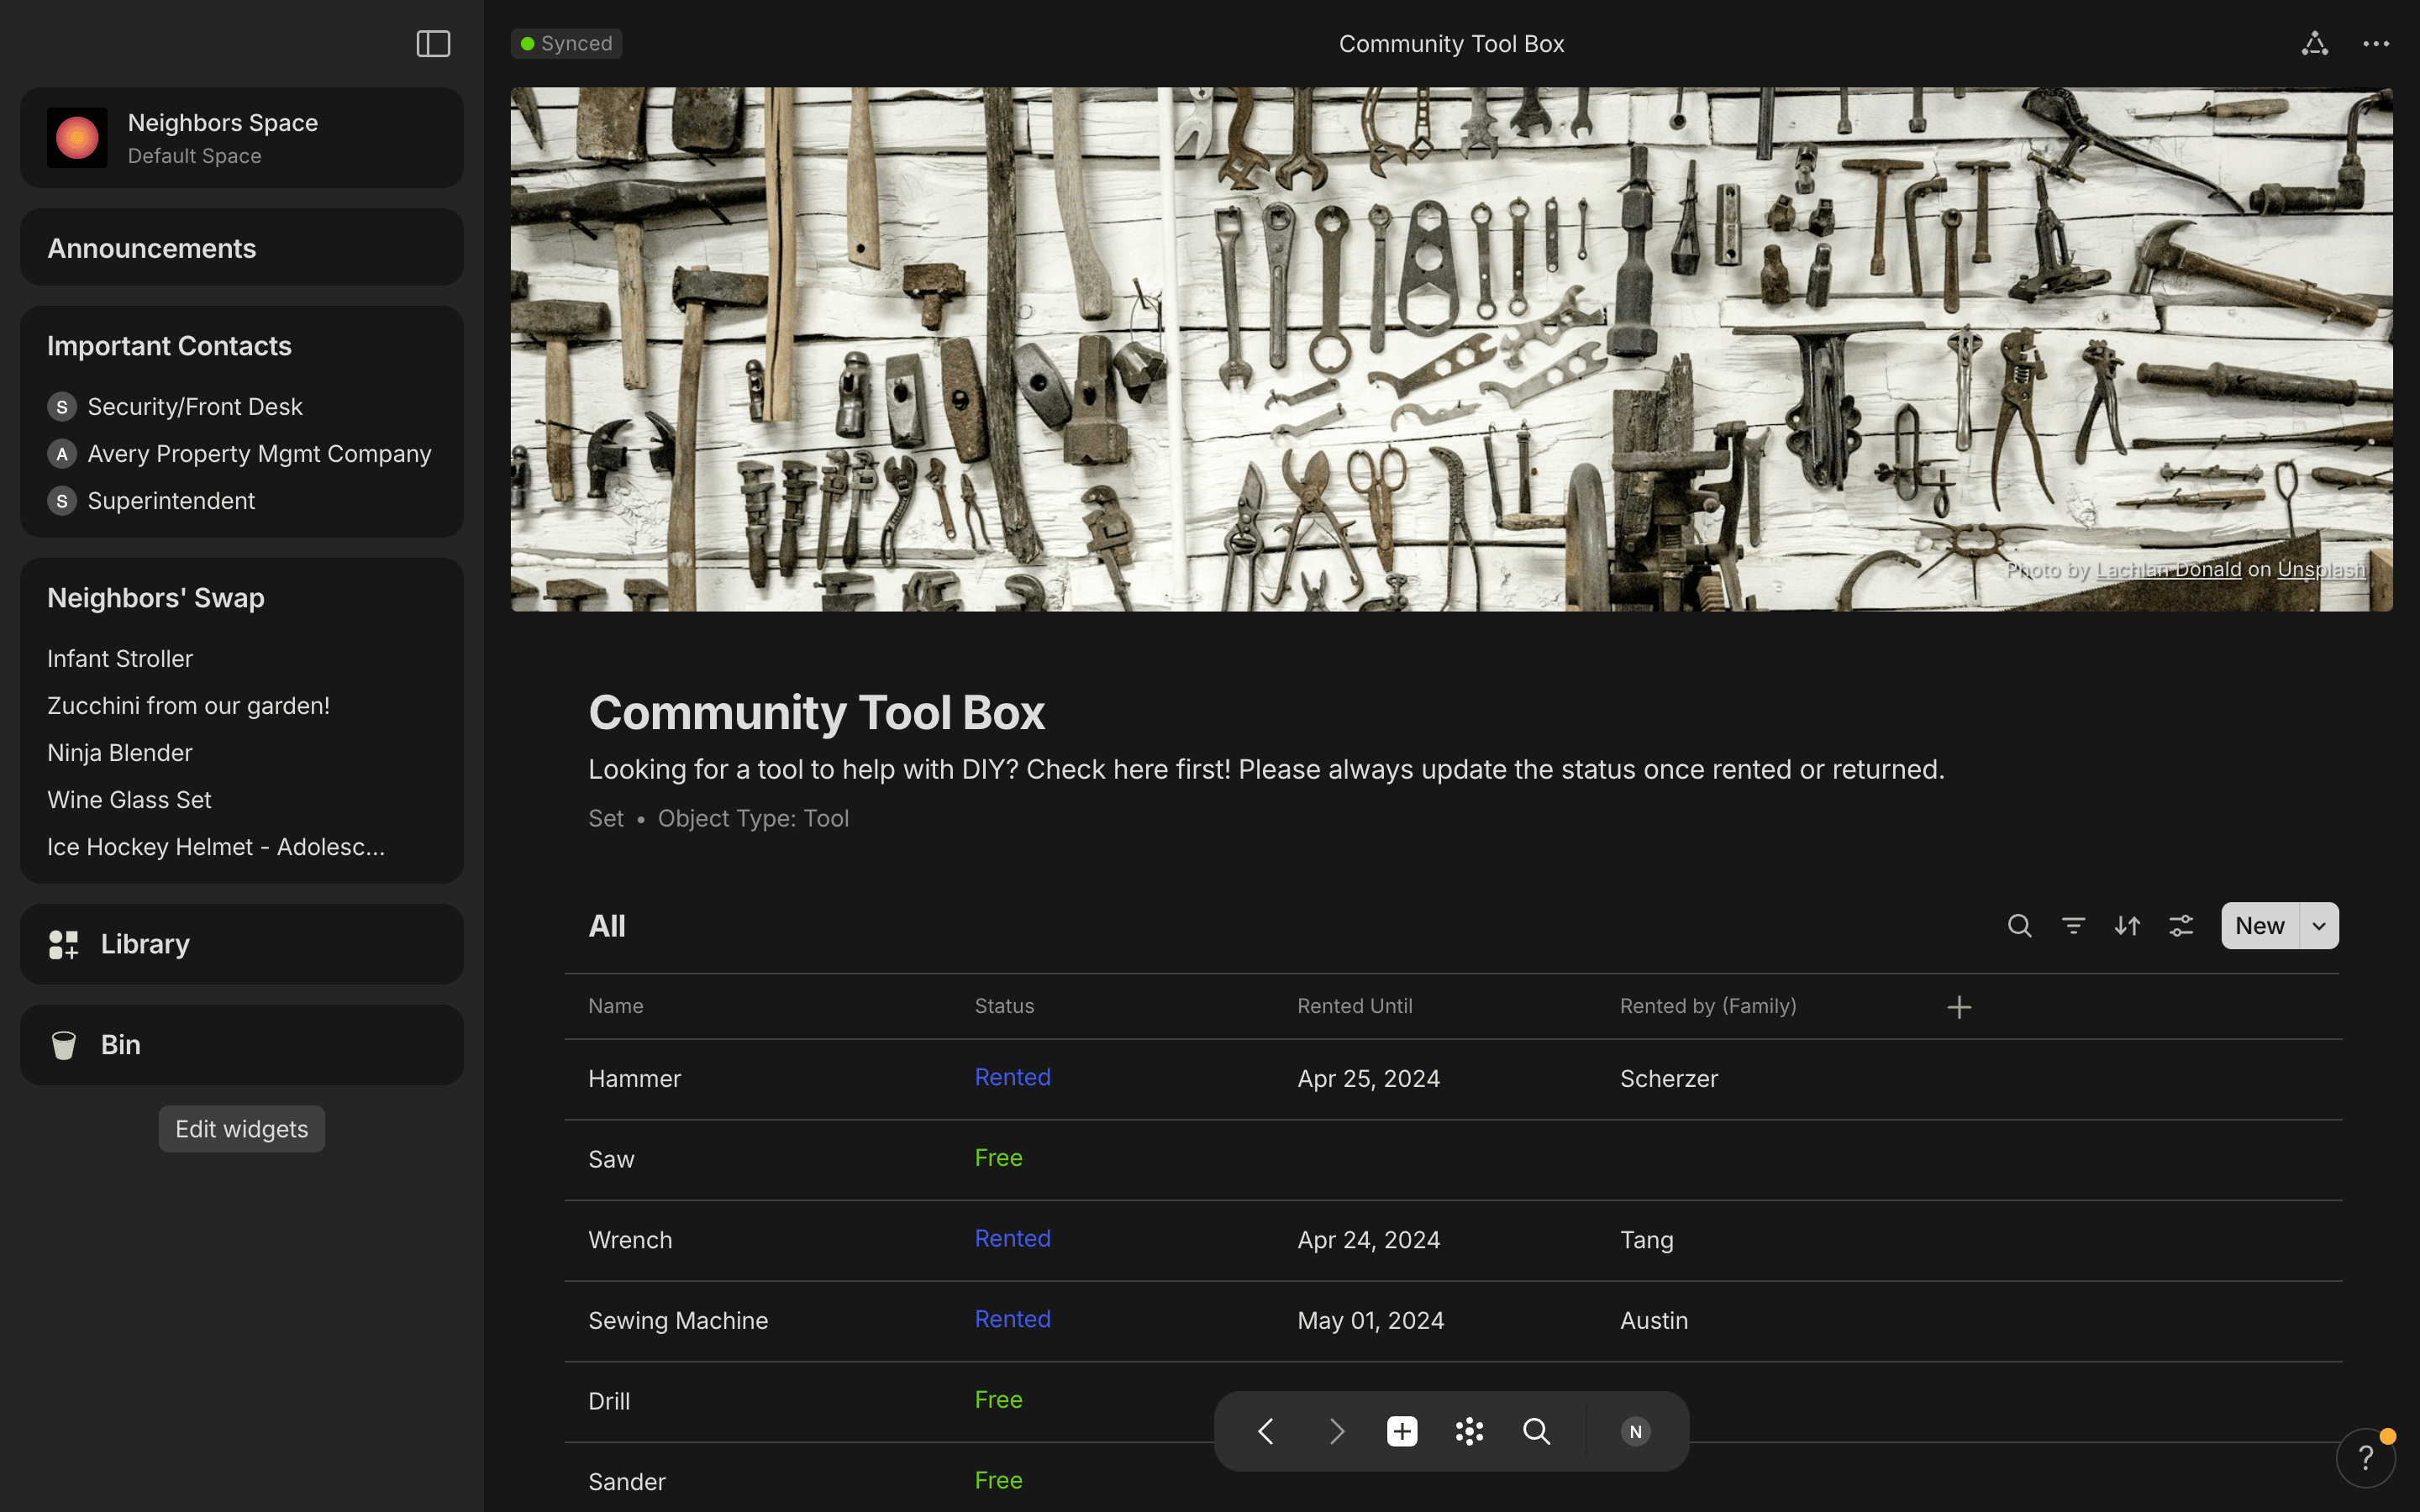 Synced
Community Tool Box
Neighbors Space
Default Space
Announcements
Important Contacts
S Security/Front Desk
A Avery Property Mgmt Company
S Superintendent
Neighbors' Swap
Infant Stroller
Zucchini from our garden!
Ninja Blender
Wine Glass Set
Ice Hockey Helmet - Adolesc...
Library
Bin
Edit widgets
Photo by Lachlan Donald on Unsplash
Community Tool Box
Looking for a tool to help with DIY? Check here first! Please always update the status once rented or returned.
Set • Object Type: Tool
All
New
Name Status Rented Until Rented by (Family)
Hammer Rented Apr 25, 2024 Scherzer
Saw Free
Wrench Rented Apr 24, 2024 Tang
Sewing Machine Rented May 01, 2024 Austin
Drill Free
Sander Free
N
?